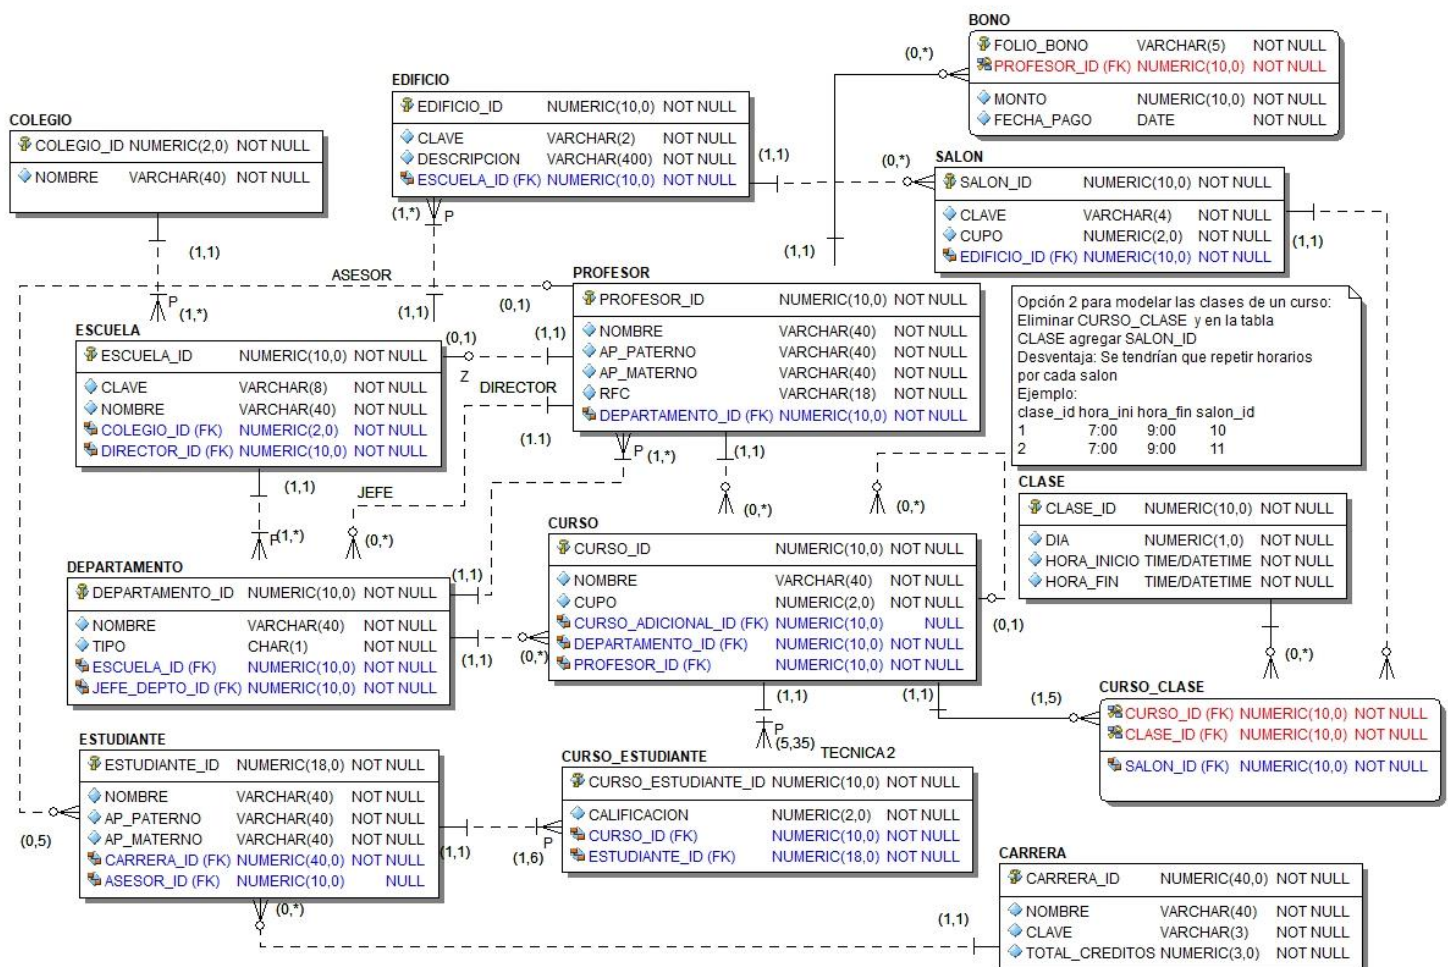 BONO
FOLIO_BONO VARCHAR(5) NOT NULL
PROFESOR_ID (FK) NUMERIC(10,0) NOT NULL
MONTO NUMERIC(10,0) NOT NULL
FECHA_PAGO DATE NOT NULL
(0,*)
EDIFICIO
EDIFICIO_ID NUMERIC(10,0) NOT NULL
CLAVE VARCHAR(2) NOT NULL
DESCRIPCION VARCHAR(400) NOT NULL
ESCUELA_ID (FK) NUMERIC(10,0) NOT NULL
(1,1)
(0,*)
(1,*)
P
COLEGIO
COLEGIO_ID NUMERIC(2,0) NOT NULL
NOMBRE VARCHAR(40) NOT NULL
(1,1)
P
(1,*)
SALON
SALON_ID NUMERIC(10,0) NOT NULL
CLAVE VARCHAR(4) NOT NULL
CUPO NUMERIC(2,0) NOT NULL
EDIFICIO_ID (FK) NUMERIC(10,0) NOT NULL
(1,1)
(1,1)
ASESOR
(0,1)
(1,1)
PROFESOR
PROFESOR_ID NUMERIC(10,0) NOT NULL
NOMBRE VARCHAR(40) NOT NULL
AP_PATERNO VARCHAR(40) NOT NULL
AP_MATERNO VARCHAR(40) NOT NULL
RFC VARCHAR(18) NOT NULL
DEPARTAMENTO_ID (FK) NUMERIC(10,0) NOT NULL
(1,1)
(0,1)
Z
DIRECTOR
(1.1)
P
(1,*)
(1,1)
(0,*)
(0,*)
Opción 2 para modelar las clases de un curso:
Eliminar CURSO_CLASE y en la tabla
CLASE agregar SALON_ID
Desventaja: Se tendrían que repetir horarios
por cada salon
Ejemplo:
clase_id hora_ini hora_fin salon_id
1 7:00 9:00 10
2 7:00 9:00 11
ESCUELA
ESCUELA_ID NUMERIC(10,0) NOT NULL
CLAVE VARCHAR(8) NOT NULL
NOMBRE VARCHAR(40) NOT NULL
COLEGIO_ID (FK) NUMERIC(2,0) NOT NULL
DIRECTOR_ID (FK) NUMERIC(10,0) NOT NULL
(1,1)
JEFE
P
(1,*)
(0,*)
CLASE
CLASE_ID NUMERIC(10,0) NOT NULL
DIA NUMERIC(1,0) NOT NULL
HORA_INICIO TIME/DATETIME NOT NULL
HORA_FIN TIME/DATETIME NOT NULL
(0,*)
CURSO
CURSO_ID NUMERIC(10,0) NOT NULL
NOMBRE VARCHAR(40) NOT NULL
CUPO NUMERIC(2,0) NOT NULL
CURSO_ADICIONAL_ID (FK) NUMERIC(10,0) NULL
DEPARTAMENTO_ID (FK) NUMERIC(10,0) NOT NULL
PROFESOR_ID (FK) NUMERIC(10,0) NOT NULL
(0,1)
(1,1)
(1,1)
P
(5,35)
TECNICA 2
(1,5)
DEPARTAMENTO
DEPARTAMENTO_ID NUMERIC(10,0) NOT NULL
NOMBRE VARCHAR(40) NOT NULL
TIPO CHAR(1) NOT NULL
ESCUELA_ID (FK) NUMERIC(10,0) NOT NULL
JEFE_DEPTO_ID (FK) NUMERIC(10,0) NOT NULL
(1,1)
(1,1)
(0,*)
CURSO_CLASE
CURSO_ID (FK) NUMERIC(10,0) NOT NULL
CLASE_ID (FK) NUMERIC(10,0) NOT NULL
SALON_ID (FK) NUMERIC(10,0) NOT NULL
ESTUDIANTE
ESTUDIANTE_ID NUMERIC(18,0) NOT NULL
NOMBRE VARCHAR(40) NOT NULL
AP_PATERNO VARCHAR(40) NOT NULL
AP_MATERNO VARCHAR(40) NOT NULL
CARRERA_ID (FK) NUMERIC(40,0) NOT NULL
ASESOR_ID (FK) NUMERIC(10,0) NULL
(0,5)
(1,1)
(1,6)
P
(0,*)
CURSO_ESTUDIANTE
CURSO_ESTUDIANTE_ID NUMERIC(10,0) NOT NULL
CALIFICACION NUMERIC(2,0) NOT NULL
CURSO_ID (FK) NUMERIC(10,0) NOT NULL
ESTUDIANTE_ID (FK) NUMERIC(18,0) NOT NULL
(1,1)
CARRERA
CARRERA_ID NUMERIC(40,0) NOT NULL
NOMBRE VARCHAR(40) NOT NULL
CLAVE VARCHAR(3) NOT NULL
TOTAL_CREDITOS NUMERIC(3,0) NOT NULL